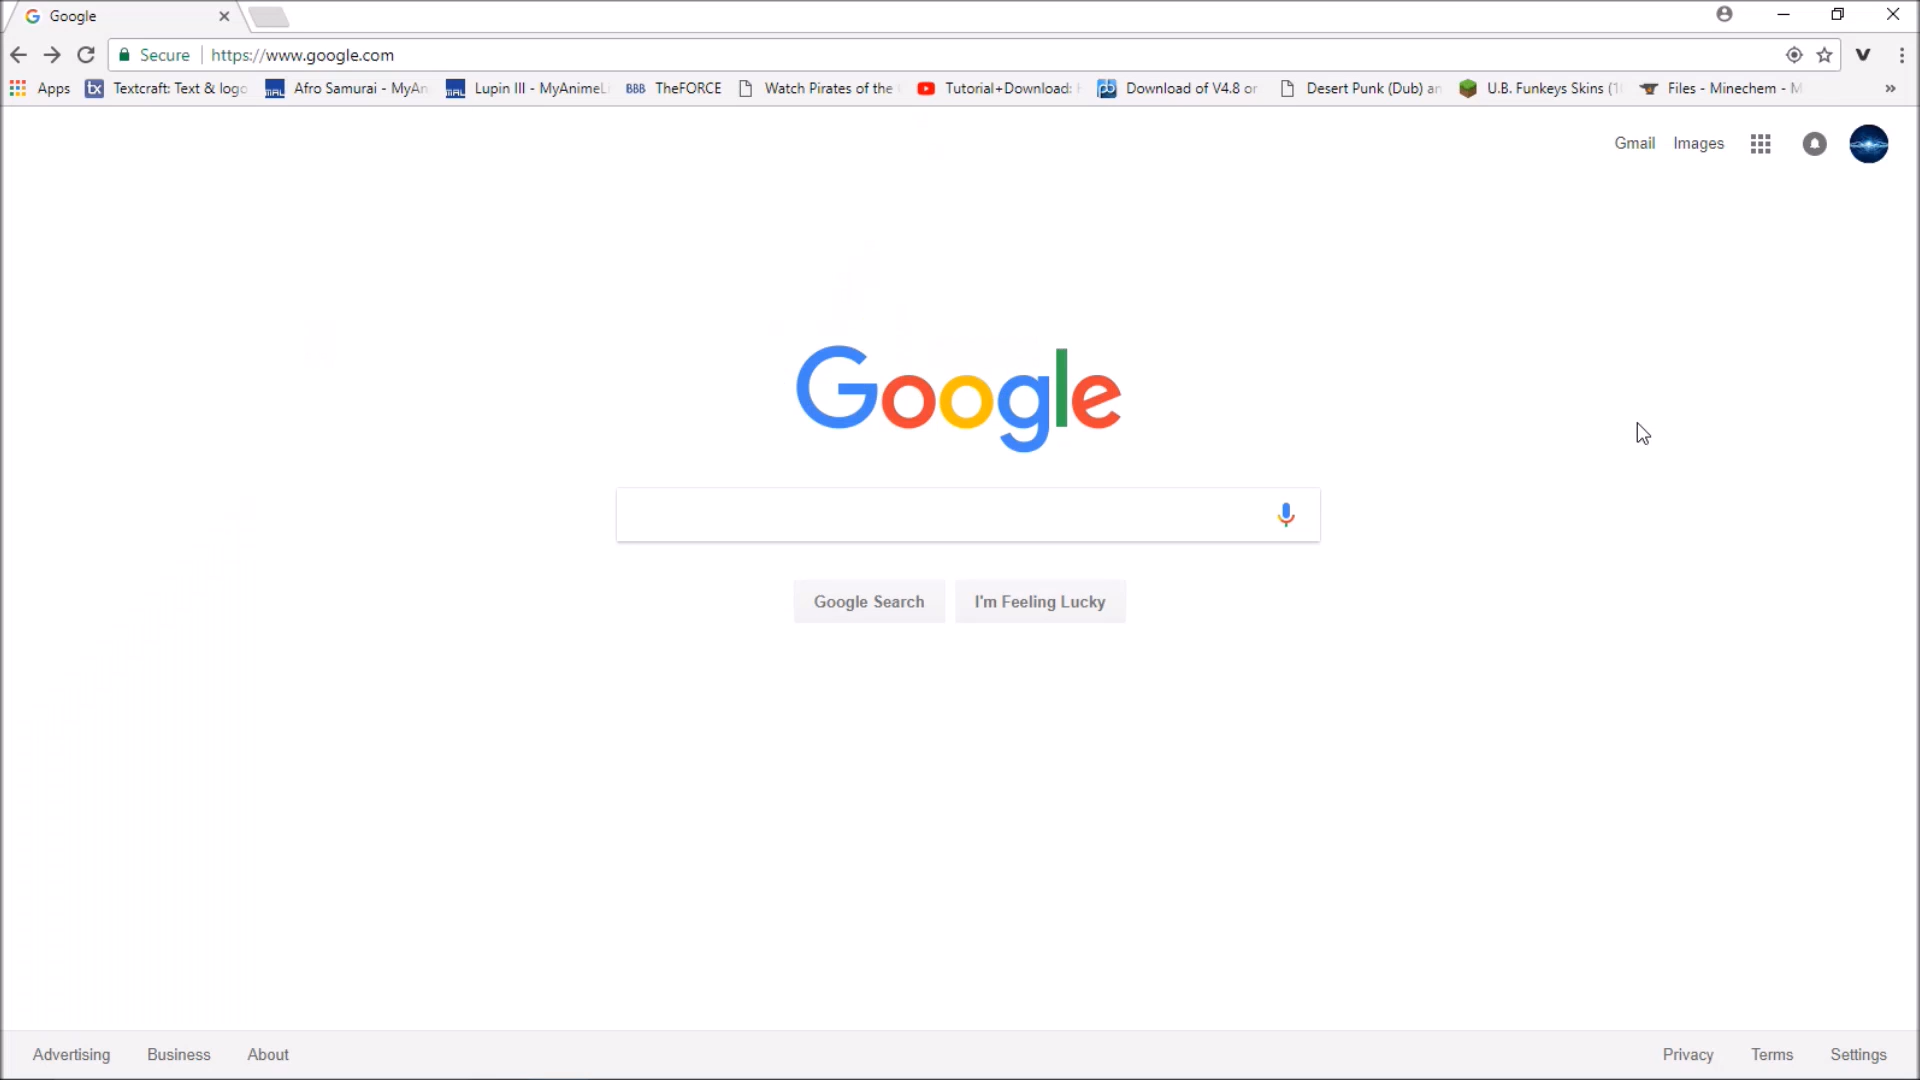 Google
Secure https://www.google.com
Apps Textcraft: Text & logo Afro Samurai - MyAn Lupin III - MyAnimeLi BBB TheFORCE Watch Pirates of the Tutorial+Download: Download of V4.8 or Desert Punk (Dub) an U.B. Funkeys Skins (1 Files - Minechem - M »
Gmail Images
Google
Google Search I'm Feeling Lucky
Advertising Business About Privacy Terms Settings